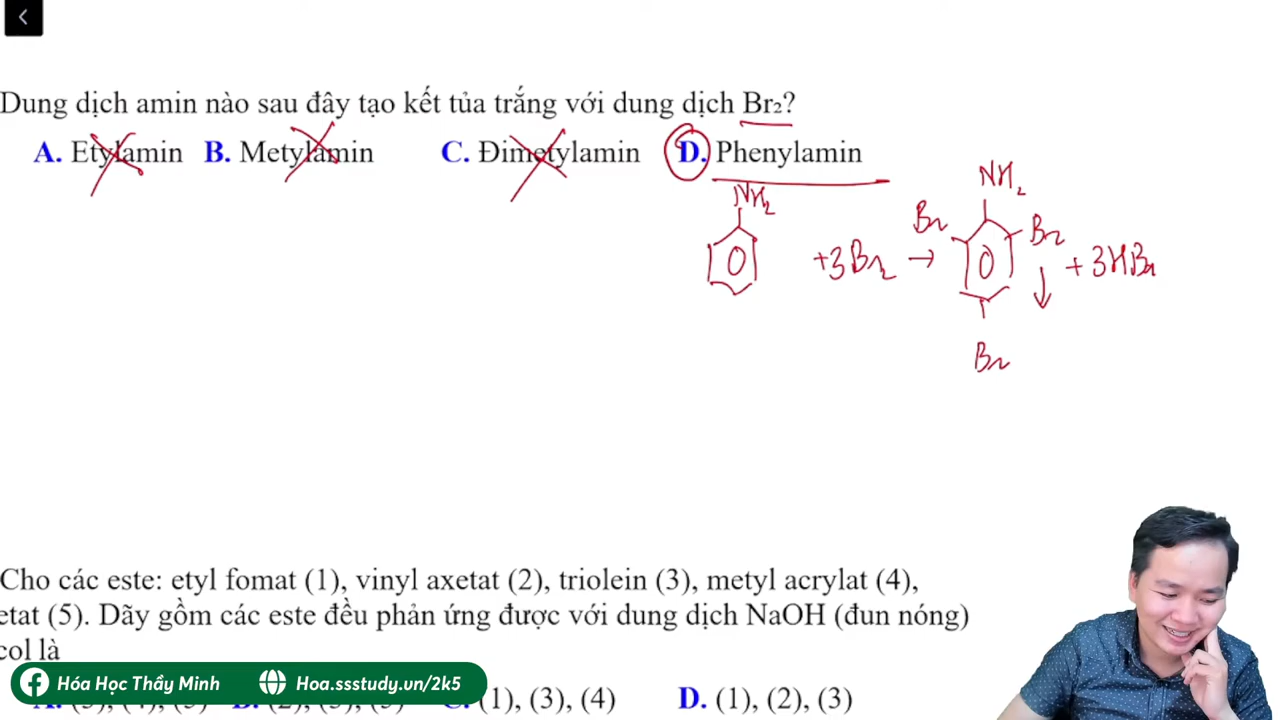 Dung dịch amin nào sau đây tạo kết tủa trắng với dung dịch Br₂?
A. Etylamin B. Metylamin C. Đimetylamin D. Phenylamin
NH₂ NH₂
Br Br
+3Br₂ → ↓ + 3HBr
Br
Cho các este: etyl fomat (1), vinyl axetat (2), triolein (3), metyl acrylat (4),
etat (5). Dãy gồm các este đều phản ứng được với dung dịch NaOH (đun nóng)
col là
Hóa Học Thầy Minh Hoa.ssstudy.vn/2k5
(1), (3), (4) D. (1), (2), (3)